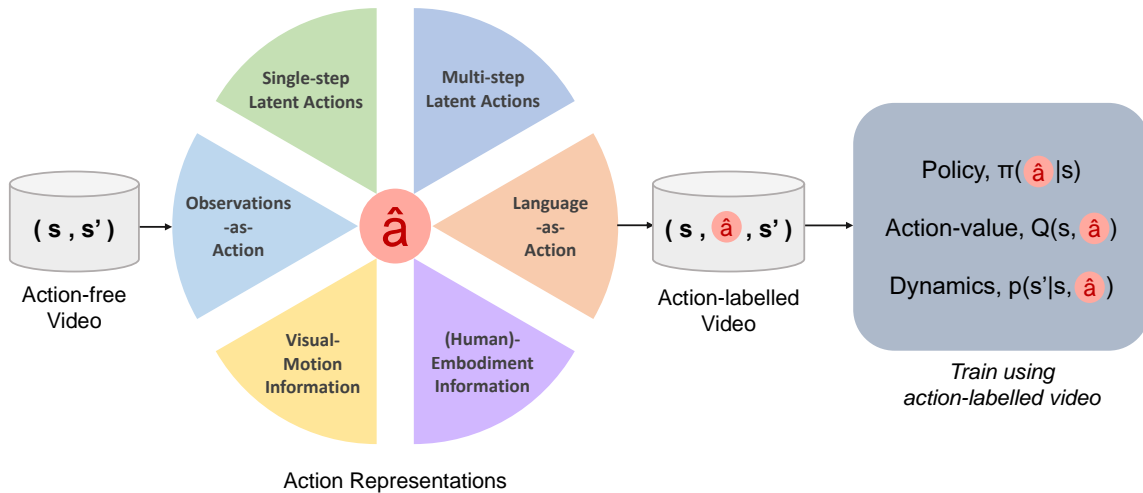 ( s , s’ )
Action-free
Video
Single-step
Latent Actions
Multi-step
Latent Actions
Observations
-as-
Action
â
Language
-as-
Action
Visual-
Motion
Information
(Human)-
Embodiment
Information
Action Representations
( s , â , s’ )
Action-labelled
Video
Policy, π( â |s)
Action-value, Q(s, â )
Dynamics, p(s’|s, â )
Train using
action-labelled video